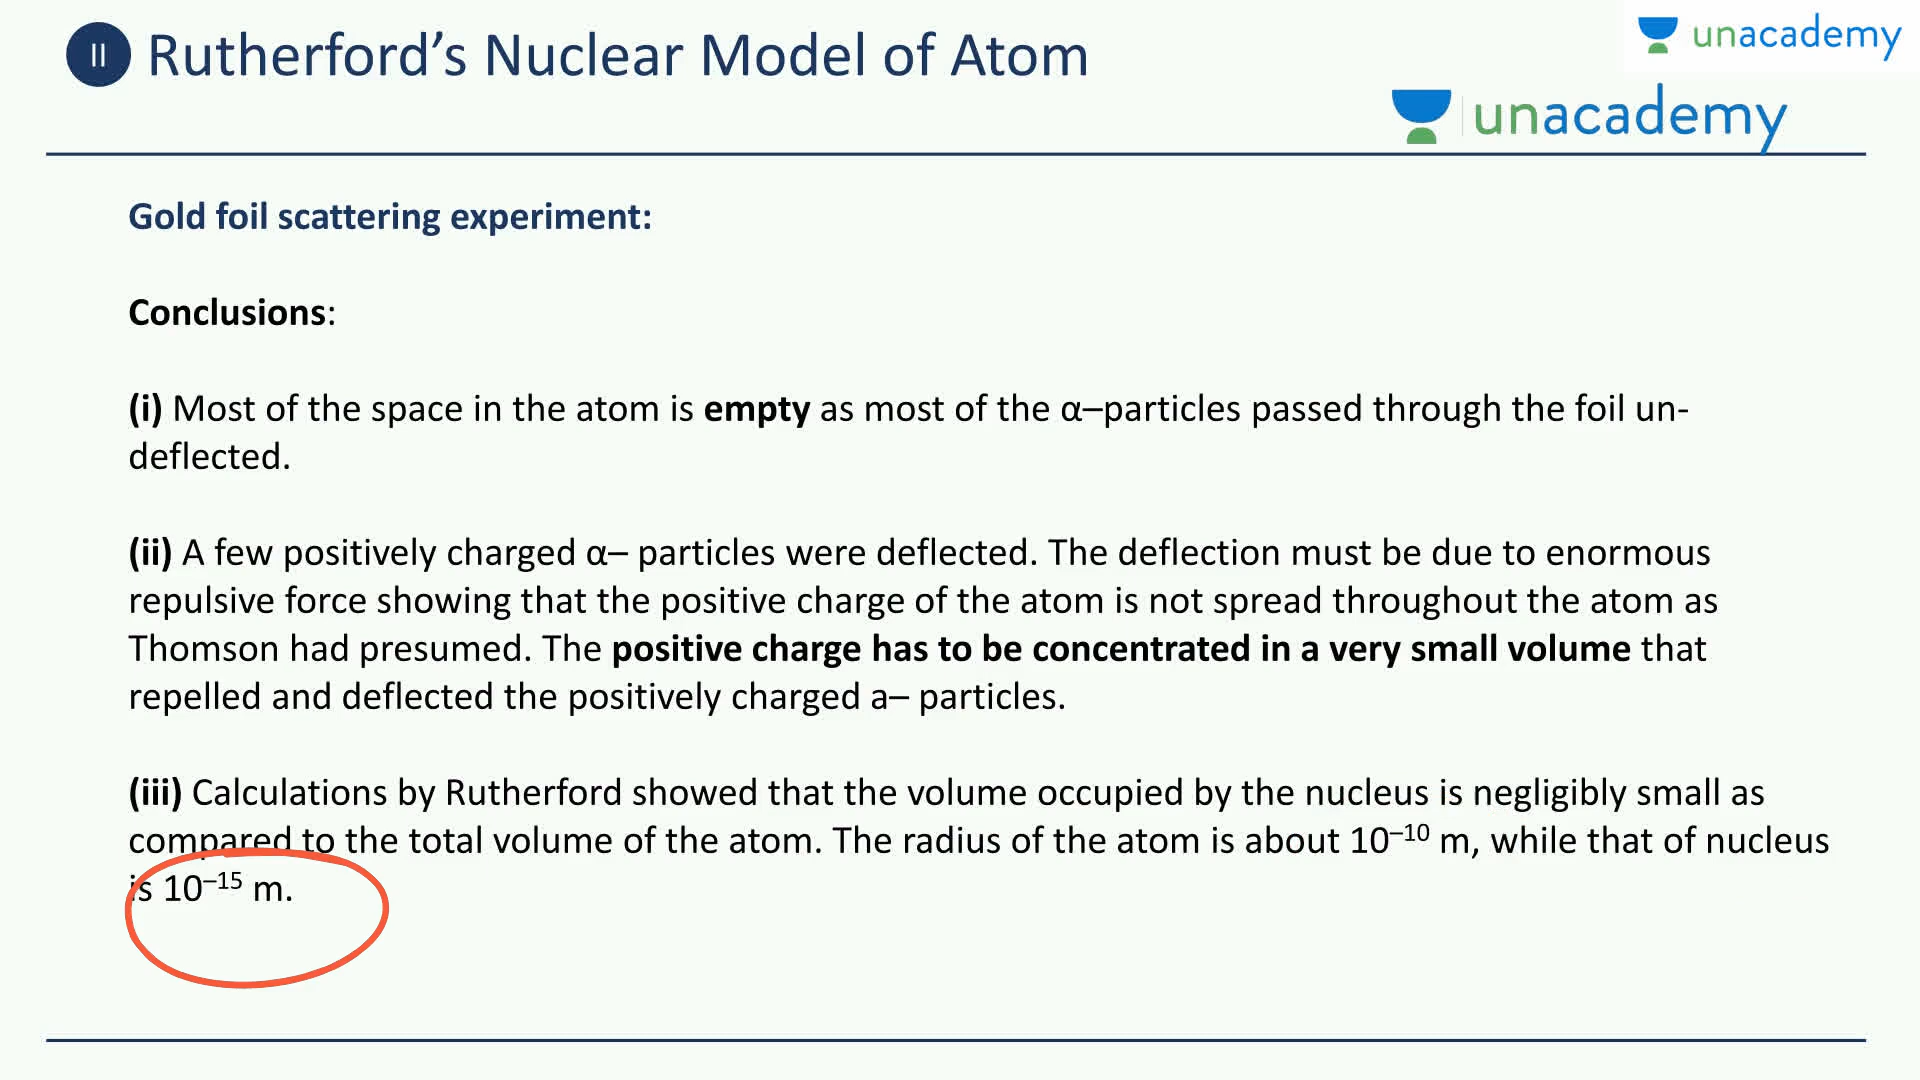 II Rutherford’s Nuclear Model of Atom
unacademy
unacademy
Gold foil scattering experiment:
Conclusions:
(i) Most of the space in the atom is empty as most of the α–particles passed through the foil un-
deflected.
(ii) A few positively charged α– particles were deflected. The deflection must be due to enormous
repulsive force showing that the positive charge of the atom is not spread throughout the atom as
Thomson had presumed. The positive charge has to be concentrated in a very small volume that
repelled and deflected the positively charged a– particles.
(iii) Calculations by Rutherford showed that the volume occupied by the nucleus is negligibly small as
compared to the total volume of the atom. The radius of the atom is about 10⁻¹⁰ m, while that of nucleus
is 10⁻¹⁵ m.